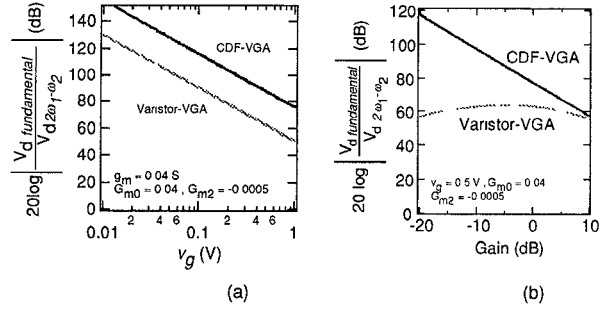 20log | V_d fundamental / V_d 2ω₁-ω₂ | (dB)
140
120
100
80
60
40
20
0
CDF-VGA
Varistor-VGA
g_m = 0 04 S
G_m0 = 0 04 , G_m2 = -0 0005
0.01 2 4 6 0.1 2 4 6 1
v_g (V)
(a)
20 log | V_d fundamental / V_d 2ω₁-ω₂ | (dB)
120
100
80
60
40
20
0
CDF-VGA
Varistor-VGA
v_g = 0 5 V , G_m0 = 0 04
G_m2 = -0 0005
-20 -10 0 10
Gain (dB)
(b)